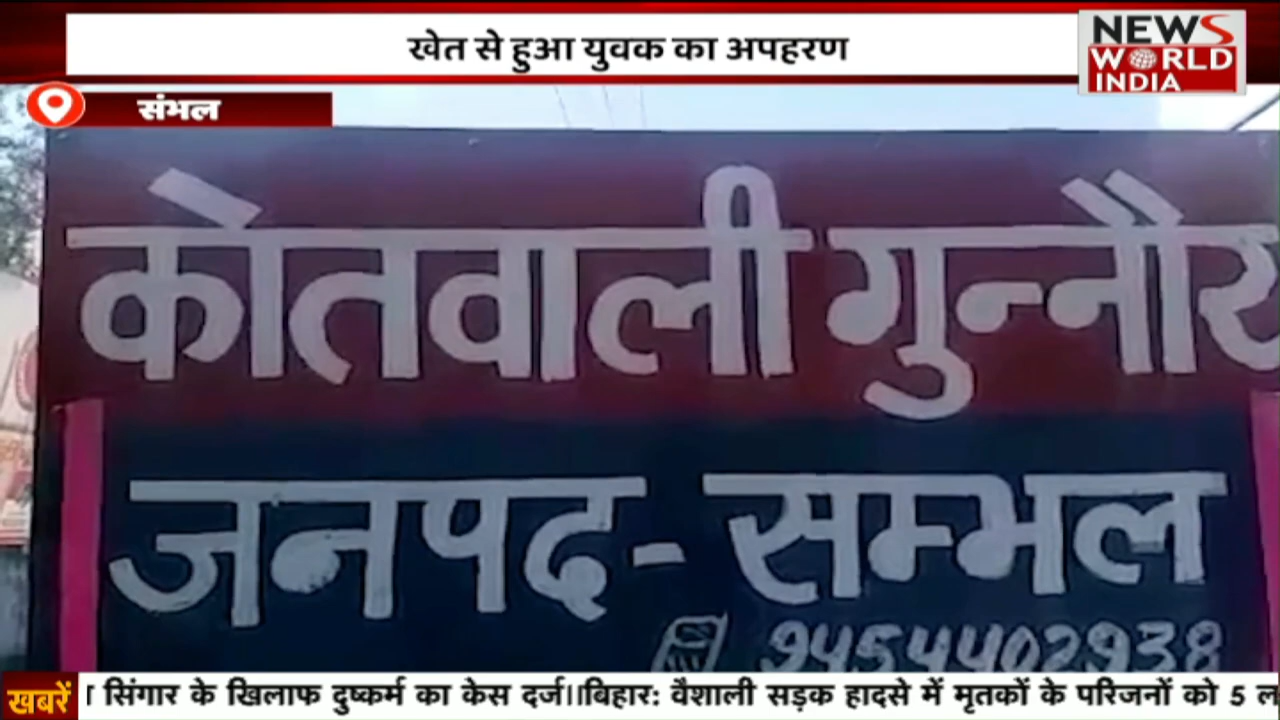 खेत से हुआ युवक का अपहरण
NEWS
WORLD
INDIA
संभल
कोतवाली गुन्नौर
जनपद-सम्भल
9454402938
खबरें
सिंगार के खिलाफ दुष्कर्म का केस दर्ज।।बिहार: वैशाली सड़क हादसे में मृतकों के परिजनों को 5